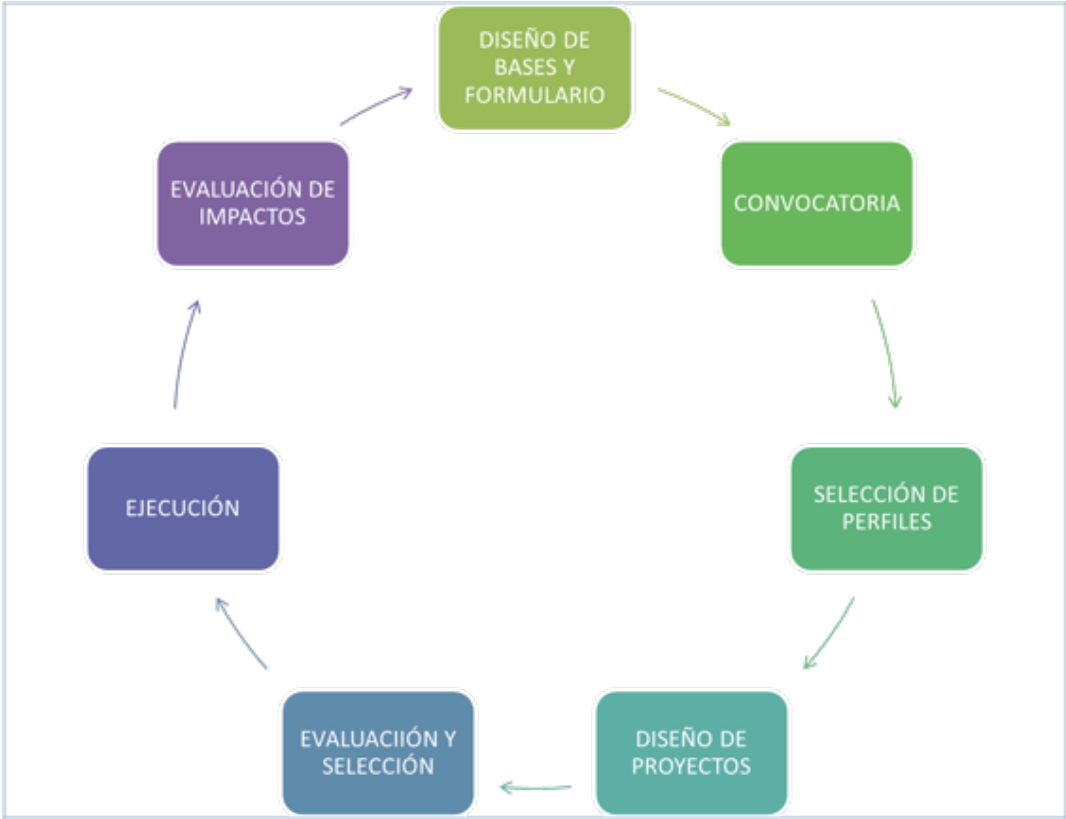 DISEÑO DE
BASES Y
FORMULARIO
CONVOCATORIA
SELECCIÓN DE
PERFILES
DISEÑO DE
PROYECTOS
EVALUACIIÓN Y
SELECCIÓN
EJECUCIÓN
EVALUACIÓN DE
IMPACTOS